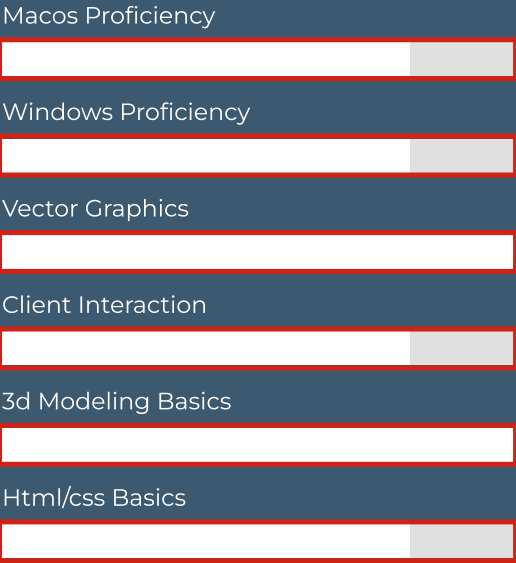 Macos Proficiency
Windows Proficiency
Vector Graphics
Client Interaction
3d Modeling Basics
Html/css Basics